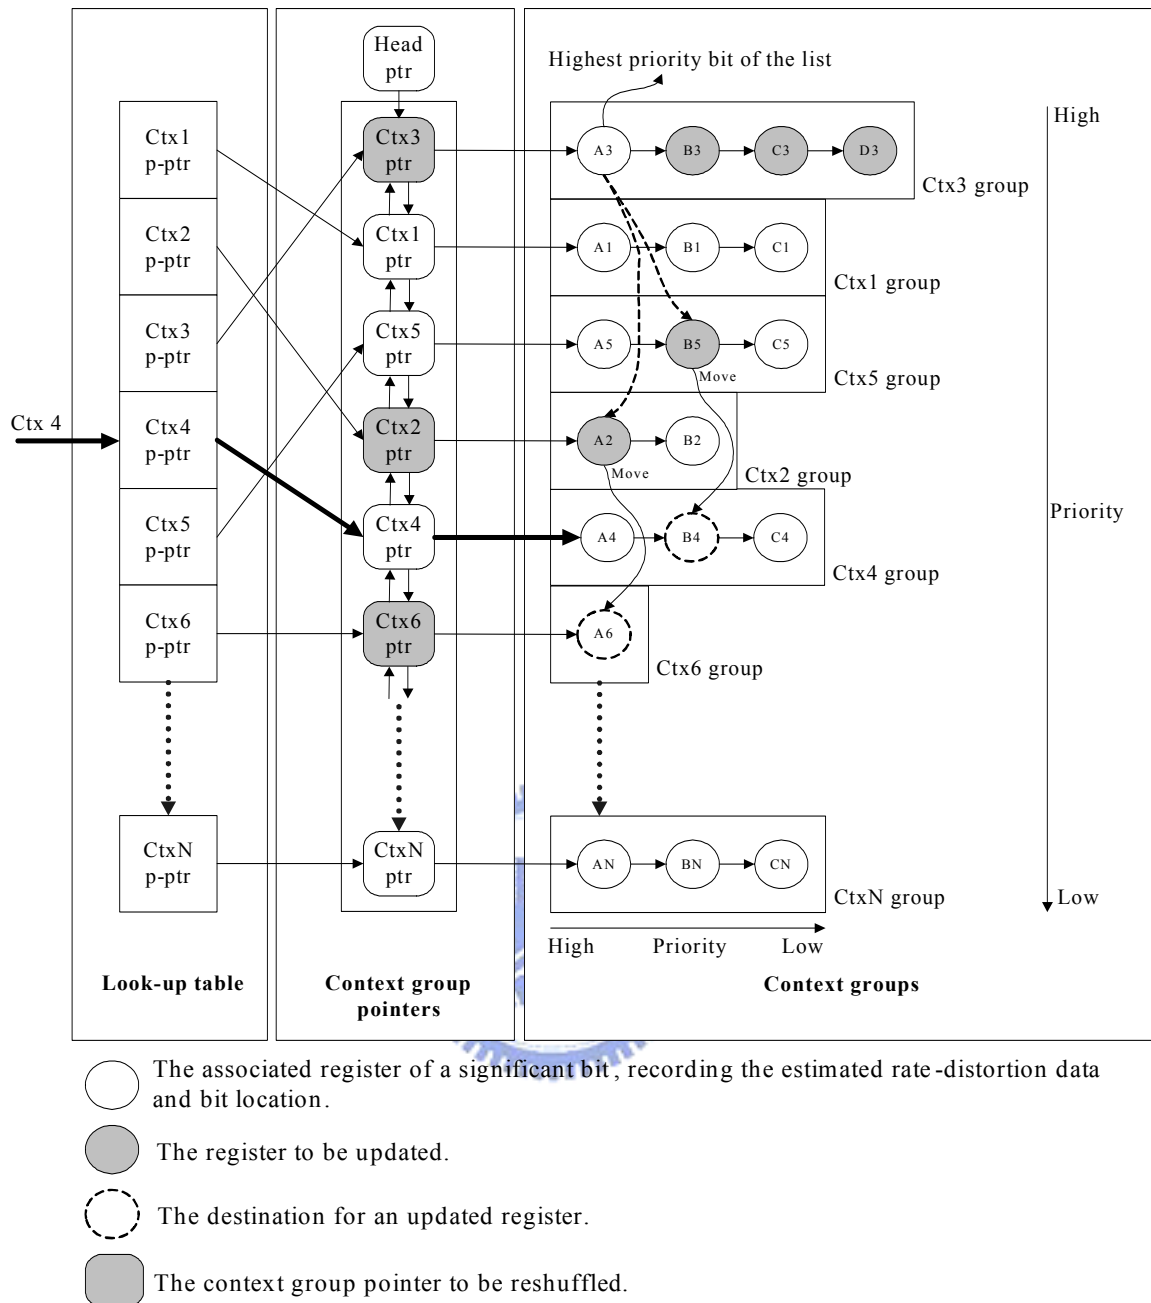 Head
ptr
Highest priority bit of the list
High
Ctx1
p-ptr
Ctx3
ptr
A3
B3
C3
D3
Ctx3 group
Ctx2
p-ptr
Ctx1
ptr
A1
B1
C1
Ctx1 group
Ctx3
p-ptr
Ctx5
ptr
A5
B5
C5
Move
Ctx5 group
Ctx 4
Ctx4
p-ptr
Ctx2
ptr
A2
B2
Move
Ctx2 group
Priority
Ctx5
p-ptr
Ctx4
ptr
A4
B4
C4
Ctx4 group
Ctx6
p-ptr
Ctx6
ptr
A6
Ctx6 group
CtxN
p-ptr
CtxN
ptr
AN
BN
CN
CtxN group
Low
High Priority Low
Look-up table
Context group
pointers
Context groups
The associated register of a significant bit, recording the estimated rate-distortion data
and bit location.
The register to be updated.
The destination for an updated register.
The context group pointer to be reshuffled.